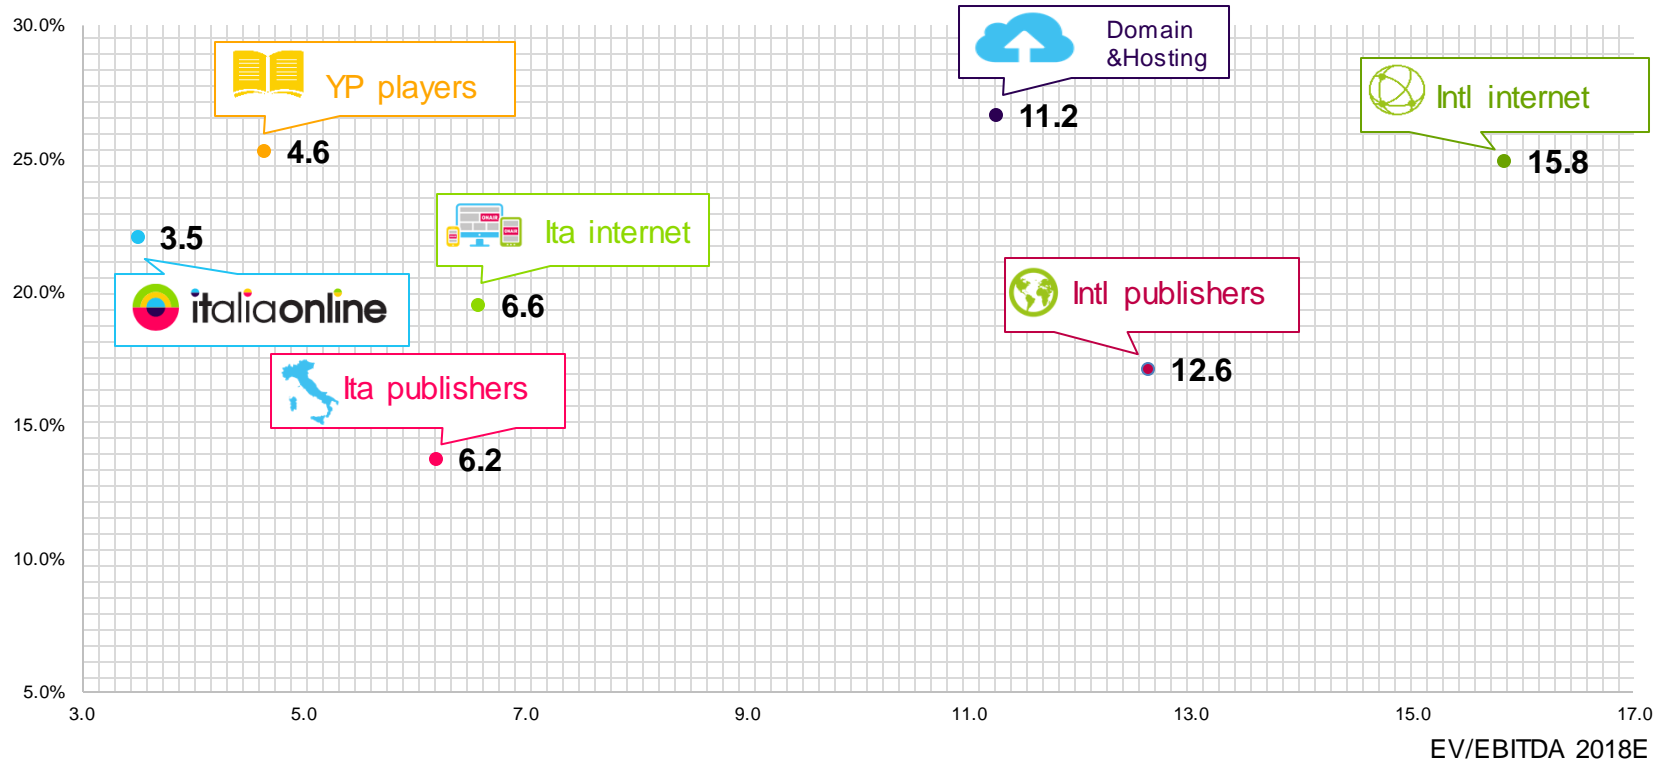 30.0%
Domain
&Hosting
YP players
Intl internet
11.2
4.6
25.0%
15.8
3.5
Ita internet
ONAIR
20.0%
italiaonline
6.6
Intl publishers
12.6
Ita publishers
15.0%
6.2
10.0%
5.0%
3.0 5.0 7.0 9.0 11.0 13.0 15.0 17.0
EV/EBITDA 2018E